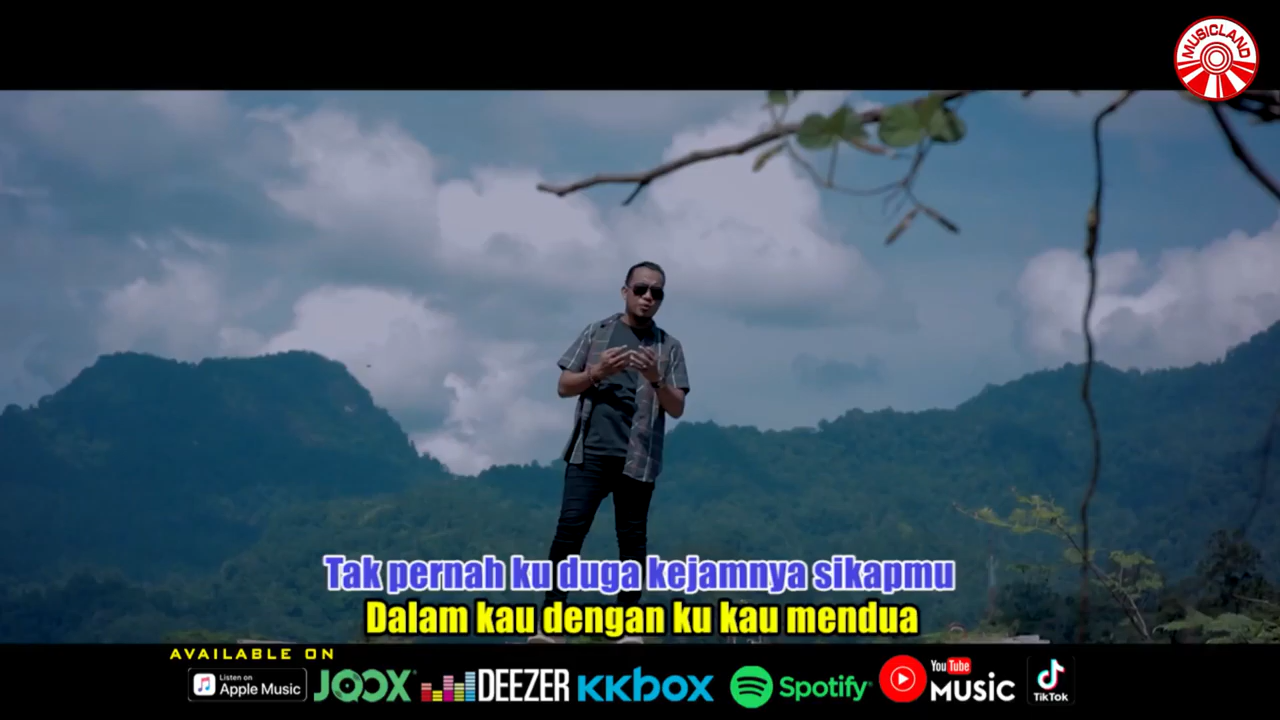 MUSICLAND
Tak pernah ku duga kejamnya sikapmu
Dalam kau dengan ku kau mendua
AVAILABLE ON
Listen on
Apple Music
JOOX
DEEZER
KKBOX
Spotify
YouTube
MUSIC
TikTok